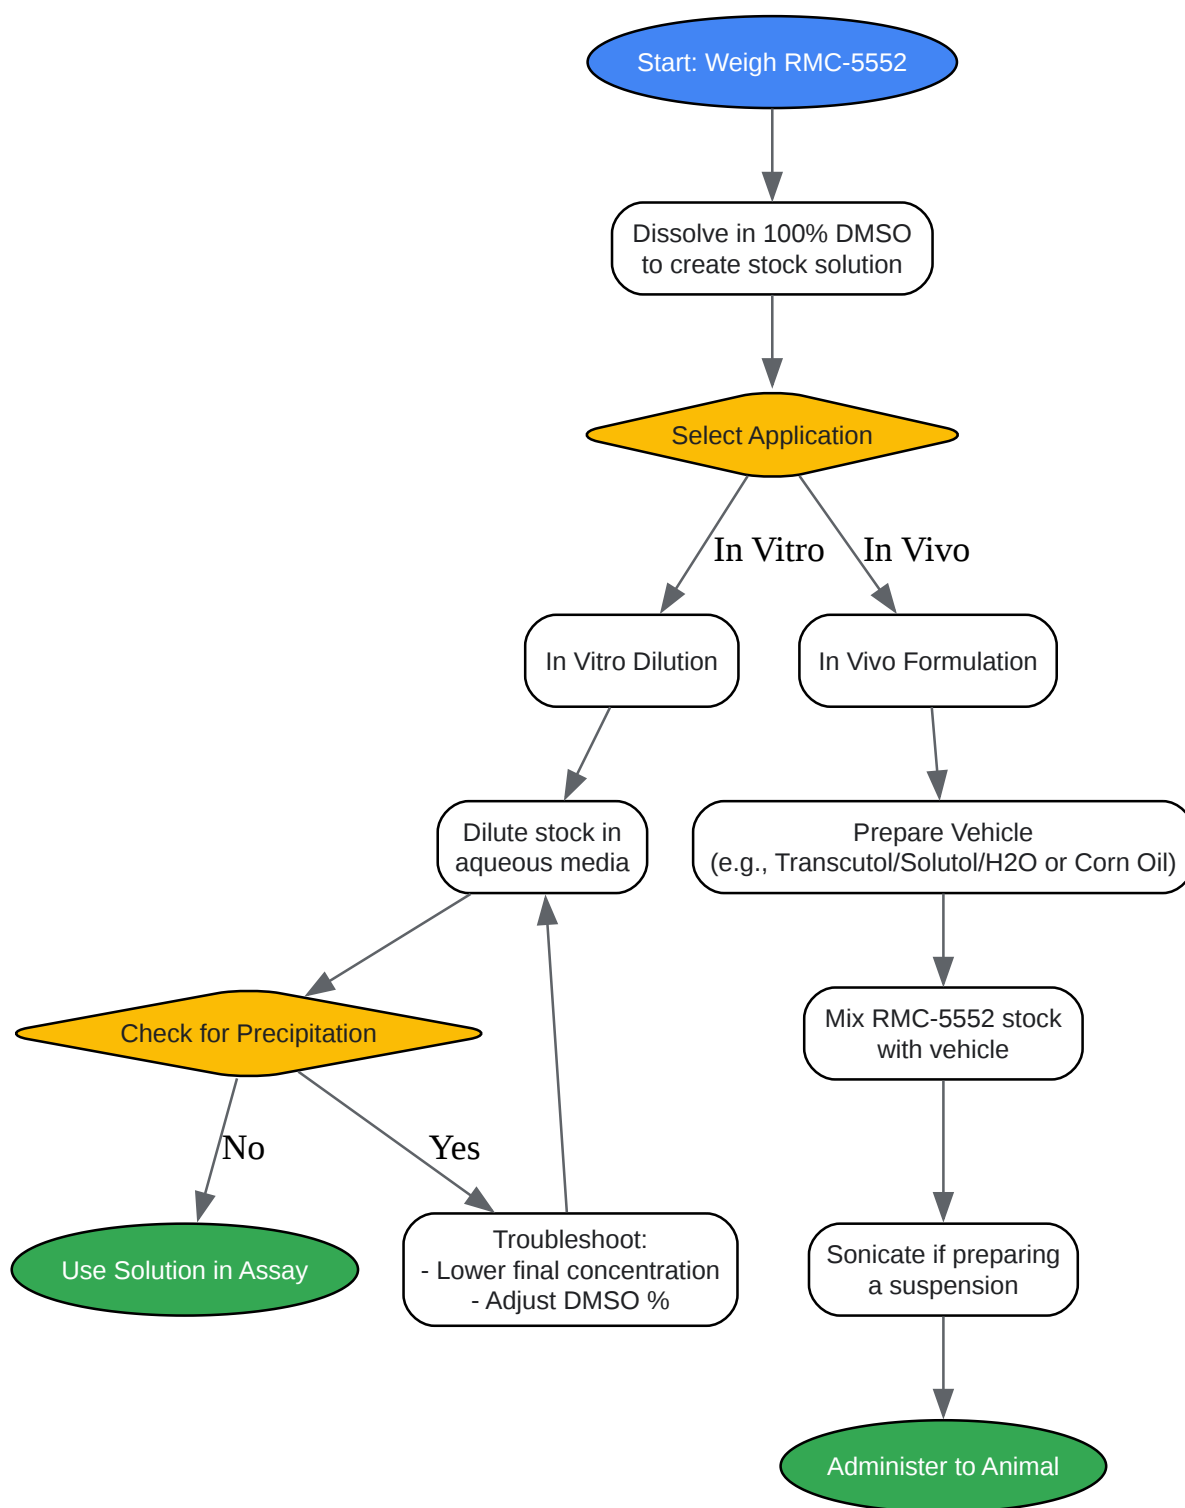 Start: Weigh RMC-5552
Dissolve in 100% DMSO
to create stock solution
Select Application
In Vitro
In Vivo
In Vitro Dilution
In Vivo Formulation
Dilute stock in
aqueous media
Prepare Vehicle
(e.g., Transcutol/Solutol/H2O or Corn Oil)
Check for Precipitation
Mix RMC-5552 stock
with vehicle
No
Yes
Use Solution in Assay
Troubleshoot:
- Lower final concentration
- Adjust DMSO %
Sonicate if preparing
a suspension
Administer to Animal